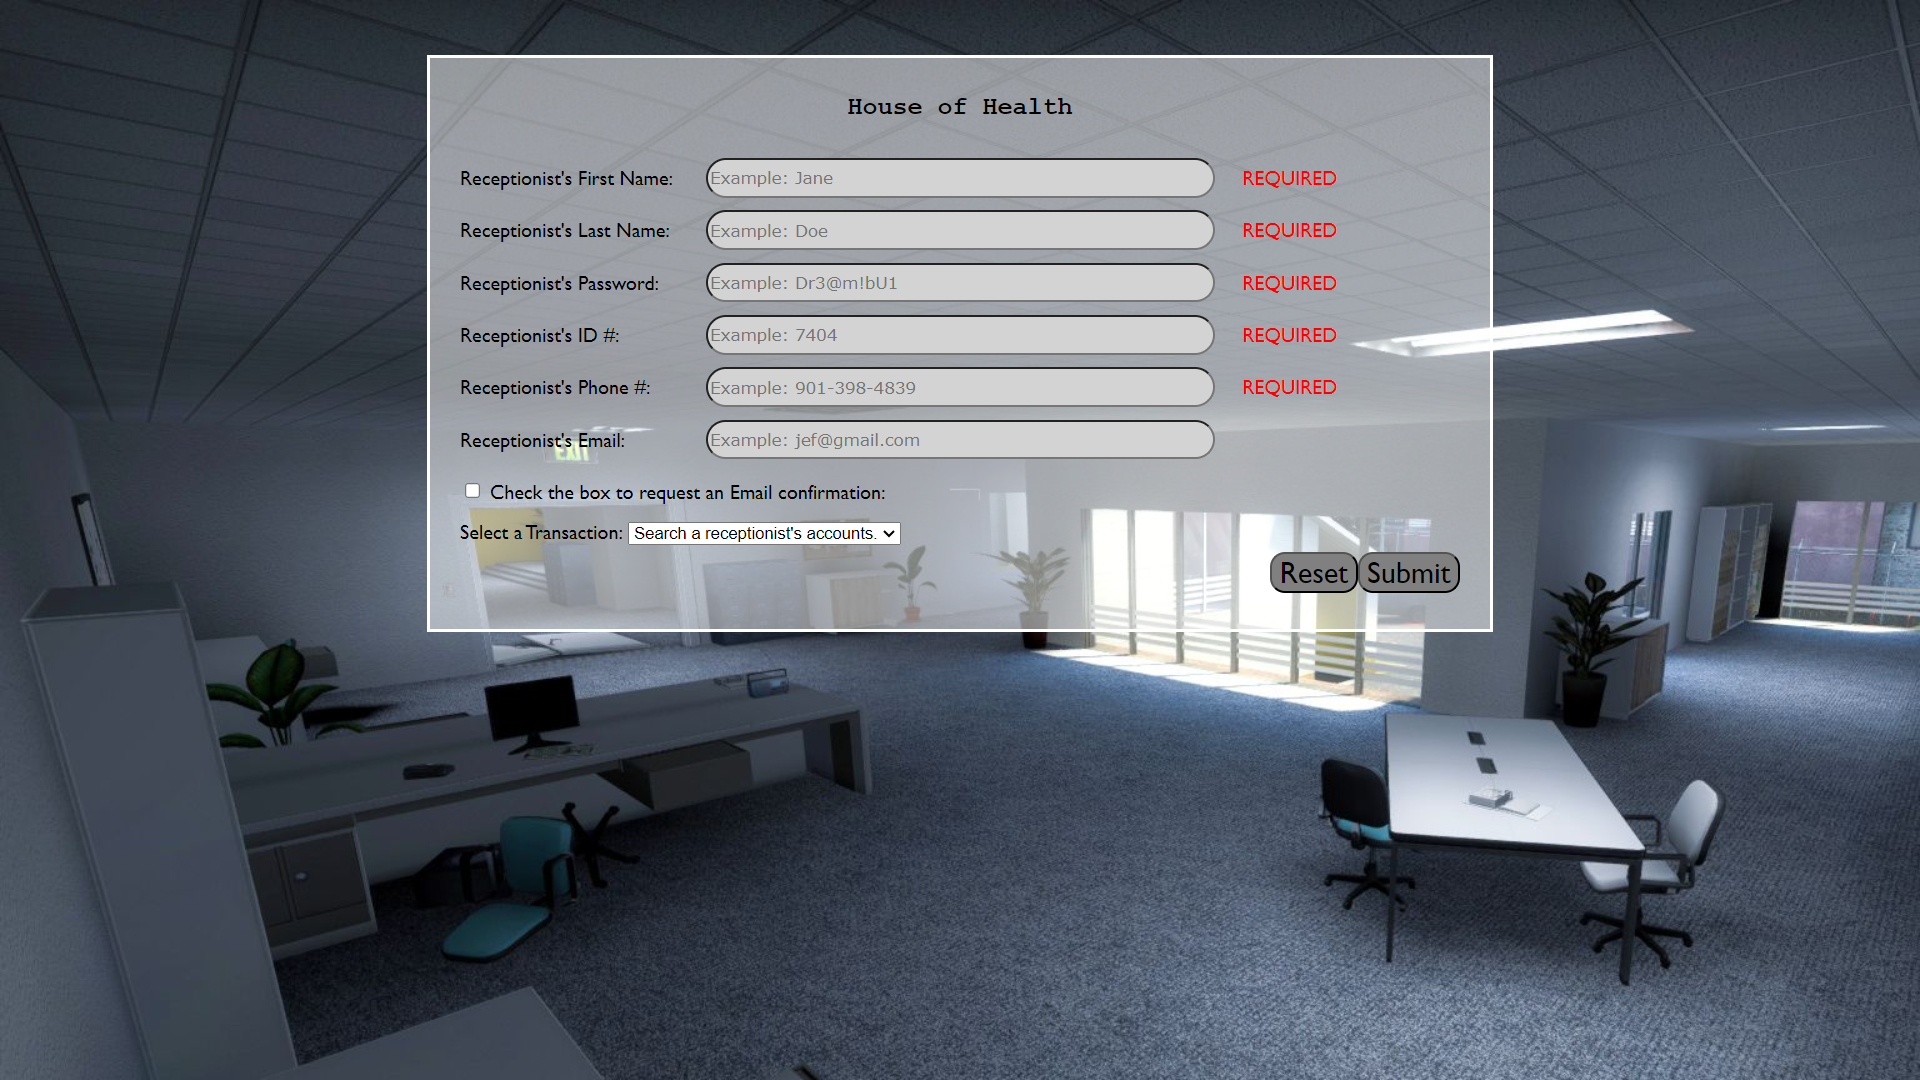 House of Health
Receptionist's First Name: Example: Jane REQUIRED
Receptionist's Last Name: Example: Doe REQUIRED
Receptionist's Password: Example: Dr3@m!bU1 REQUIRED
Receptionist's ID #: Example: 7404 REQUIRED
Receptionist's Phone #: Example: 901-398-4839 REQUIRED
Receptionist's Email: Example: jef@gmail.com
EXIT
Check the box to request an Email confirmation:
Select a Transaction: Search a receptionist's accounts.
Reset Submit